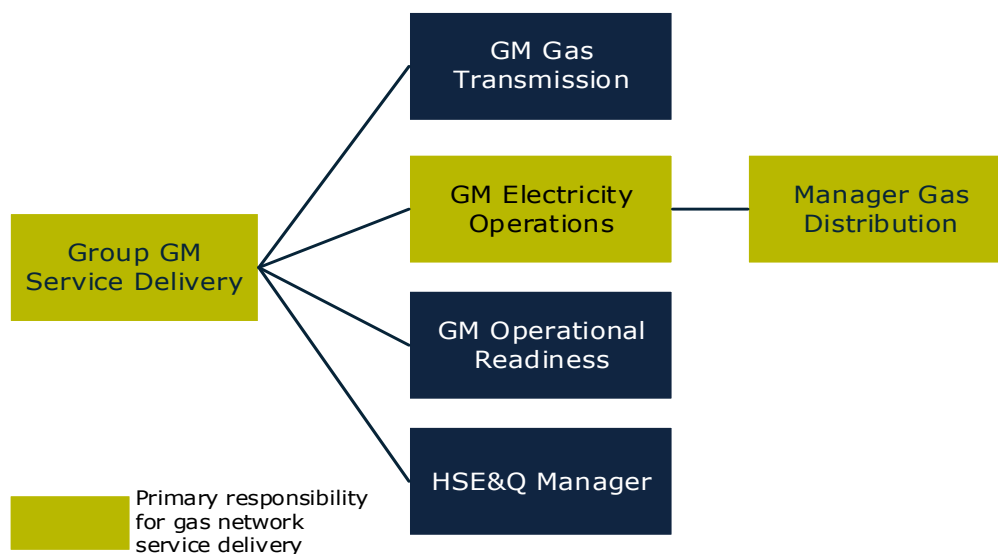 GM Gas
Transmission
GM Electricity
Operations
Manager Gas
Distribution
Group GM
Service Delivery
GM Operational
Readiness
HSE&Q Manager
Primary responsibility
for gas network
service delivery